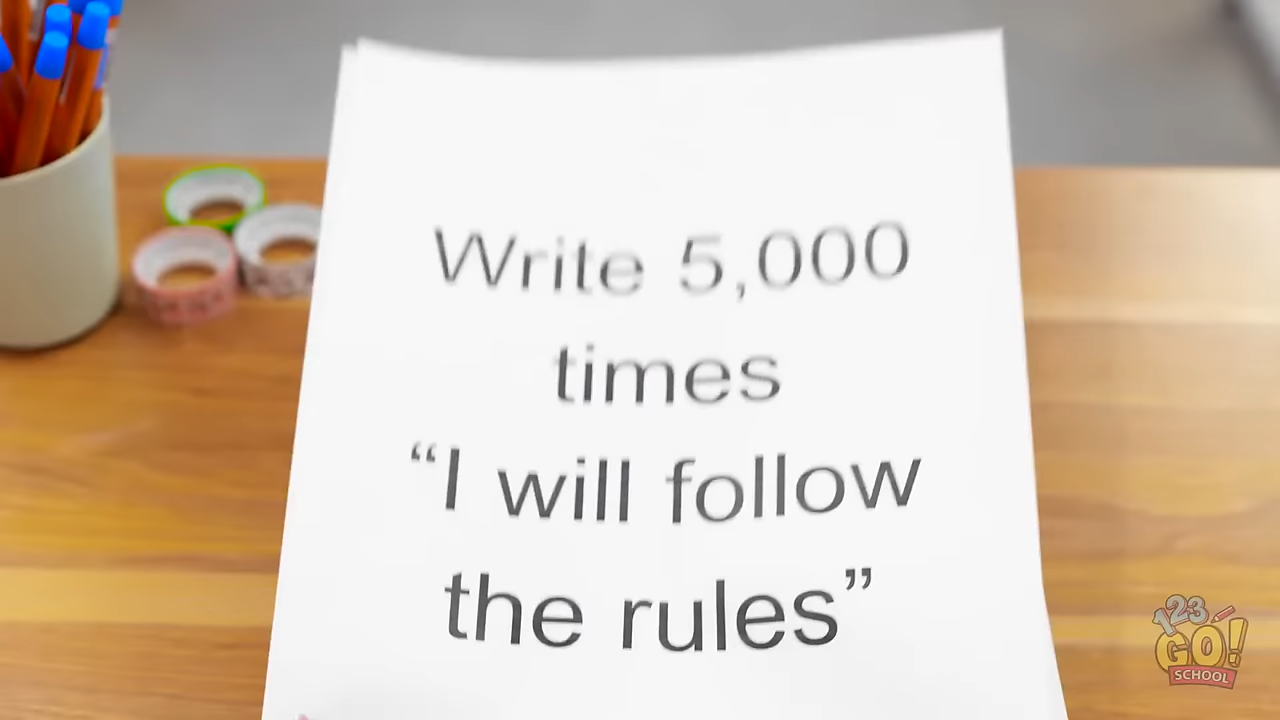 Write 5,000
times
“I will follow
the rules”
123
GO!
SCHOOL